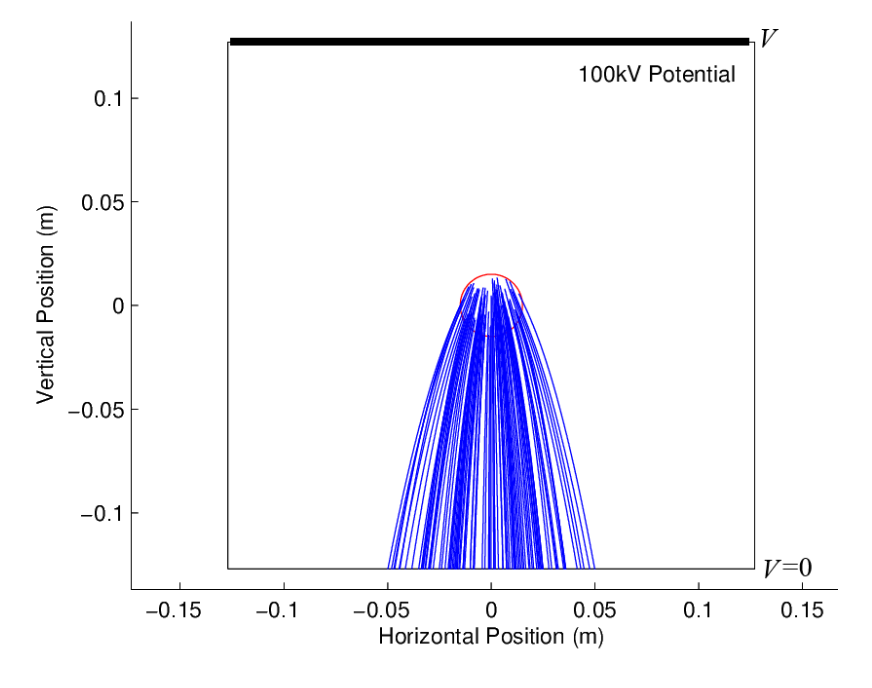 V
100kV Potential
0.1
0.05
0
−0.05
−0.1
Vertical Position (m)
V=0
−0.15 −0.1 −0.05 0 0.05 0.1 0.15
Horizontal Position (m)